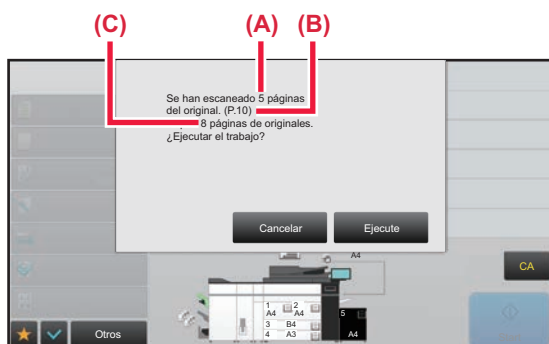 (C) (A) (B)
Se han escaneado 5 páginas
del original. (P.10)
8 páginas de originales.
¿Ejecutar el trabajo?
Cancelar Ejecute
A4
CA
1 A4 2 A4
3 B4
4 A3
5 A4
Otros